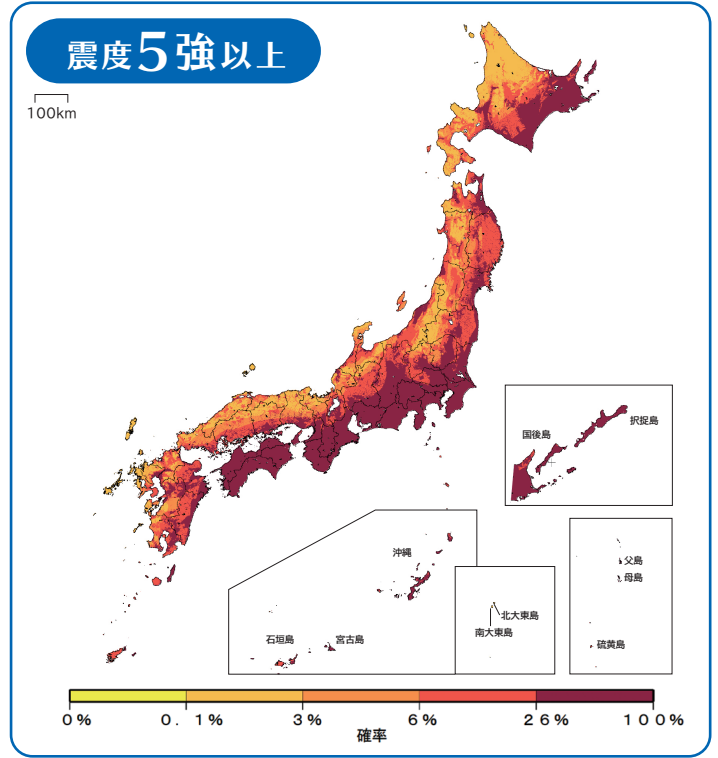 震度5強以上
100km
国後島
択捉島
沖縄
石垣島
宮古島
北大東島
南大東島
父島
母島
硫黄島
0% 0.1% 3% 6% 26% 100%
確率